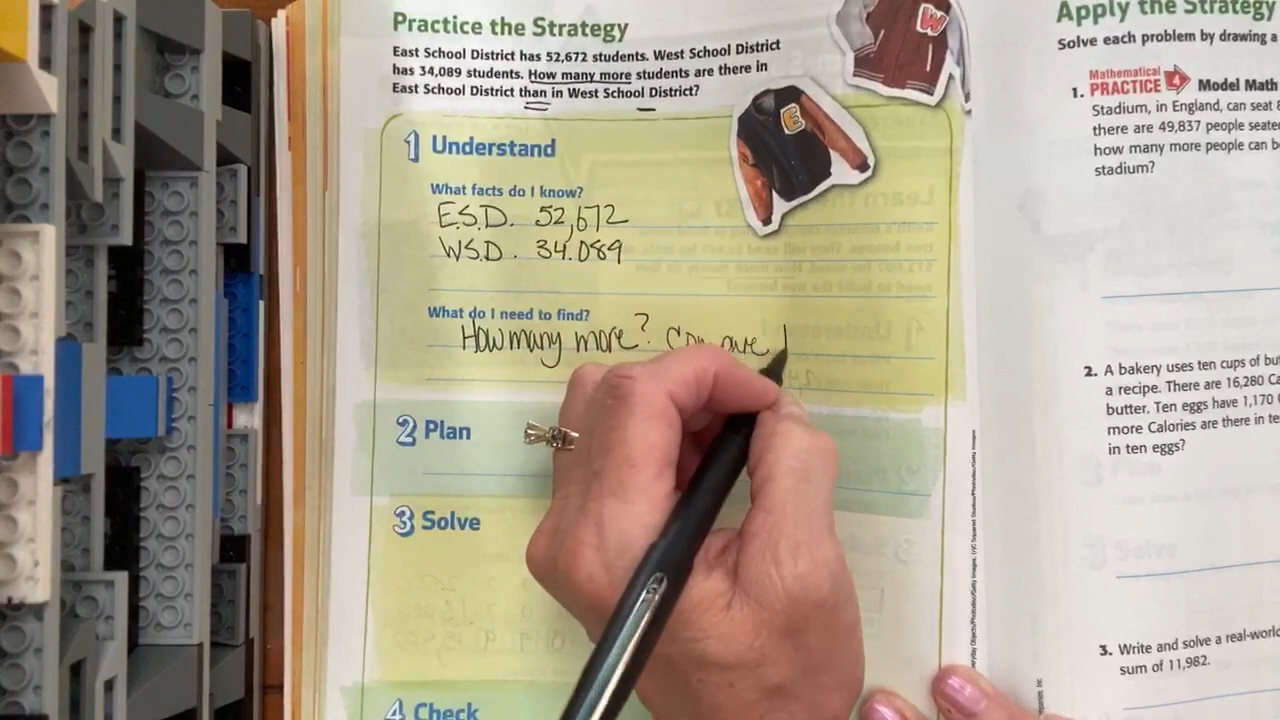 Practice the Strategy
East School District has 52,672 students. West School District
has 34,089 students. How many more students are there in
East School District than in West School District?
W
E
1 Understand
What facts do I know?
E.S.D. 52,672
W.S.D. 34.089
What do I need to find?
How many more?
2 Plan
3 Solve
4 Check
Apply the Strategy
Solve each problem by drawing a
1. Mathematical PRACTICE 4 Model Math
Stadium, in England, can seat
there are 49,837 people
how many more people can
stadium?
2. A bakery uses ten cups of
a recipe. There are 16,280
butter. Ten eggs have 1,170
more Calories are there in
in ten eggs?
3. Write and solve a
sum of 11,982.